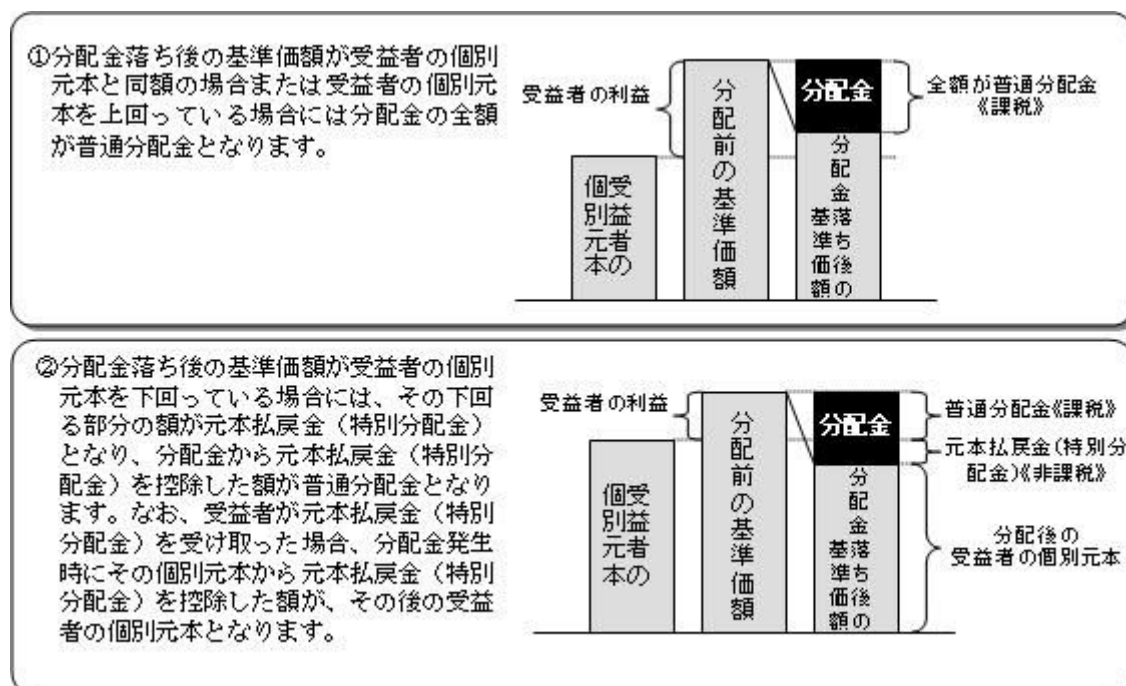 ①分配金落ち後の基準価額が受益者の個別
元本と同額の場合または受益者の個別元
本を上回っている場合には分配金の全額
が普通分配金となります。
受益者の利益
受益者の
個別元本
分配前の基準価額
分配金
分配金落ち後の
基準価額
全額が普通分配金
《課税》
②分配金落ち後の基準価額が受益者の個別
元本を下回っている場合には、その下回
る部分の額が元本払戻金（特別分配金）
となり、分配金から元本払戻金（特別分
配金）を控除した額が普通分配金となり
ます。なお、受益者が元本払戻金（特別
分配金）を受け取った場合、分配金発生
時にその個別元本から元本払戻金（特別
分配金）を控除した額が、その後の受益
者の個別元本となります。
受益者の利益
受益者の
個別元本
分配前の基準価額
分配金
分配金落ち後の
基準価額
普通分配金《課税》
元本払戻金(特別分
配金)《非課税》
分配後の
受益者の個別元本